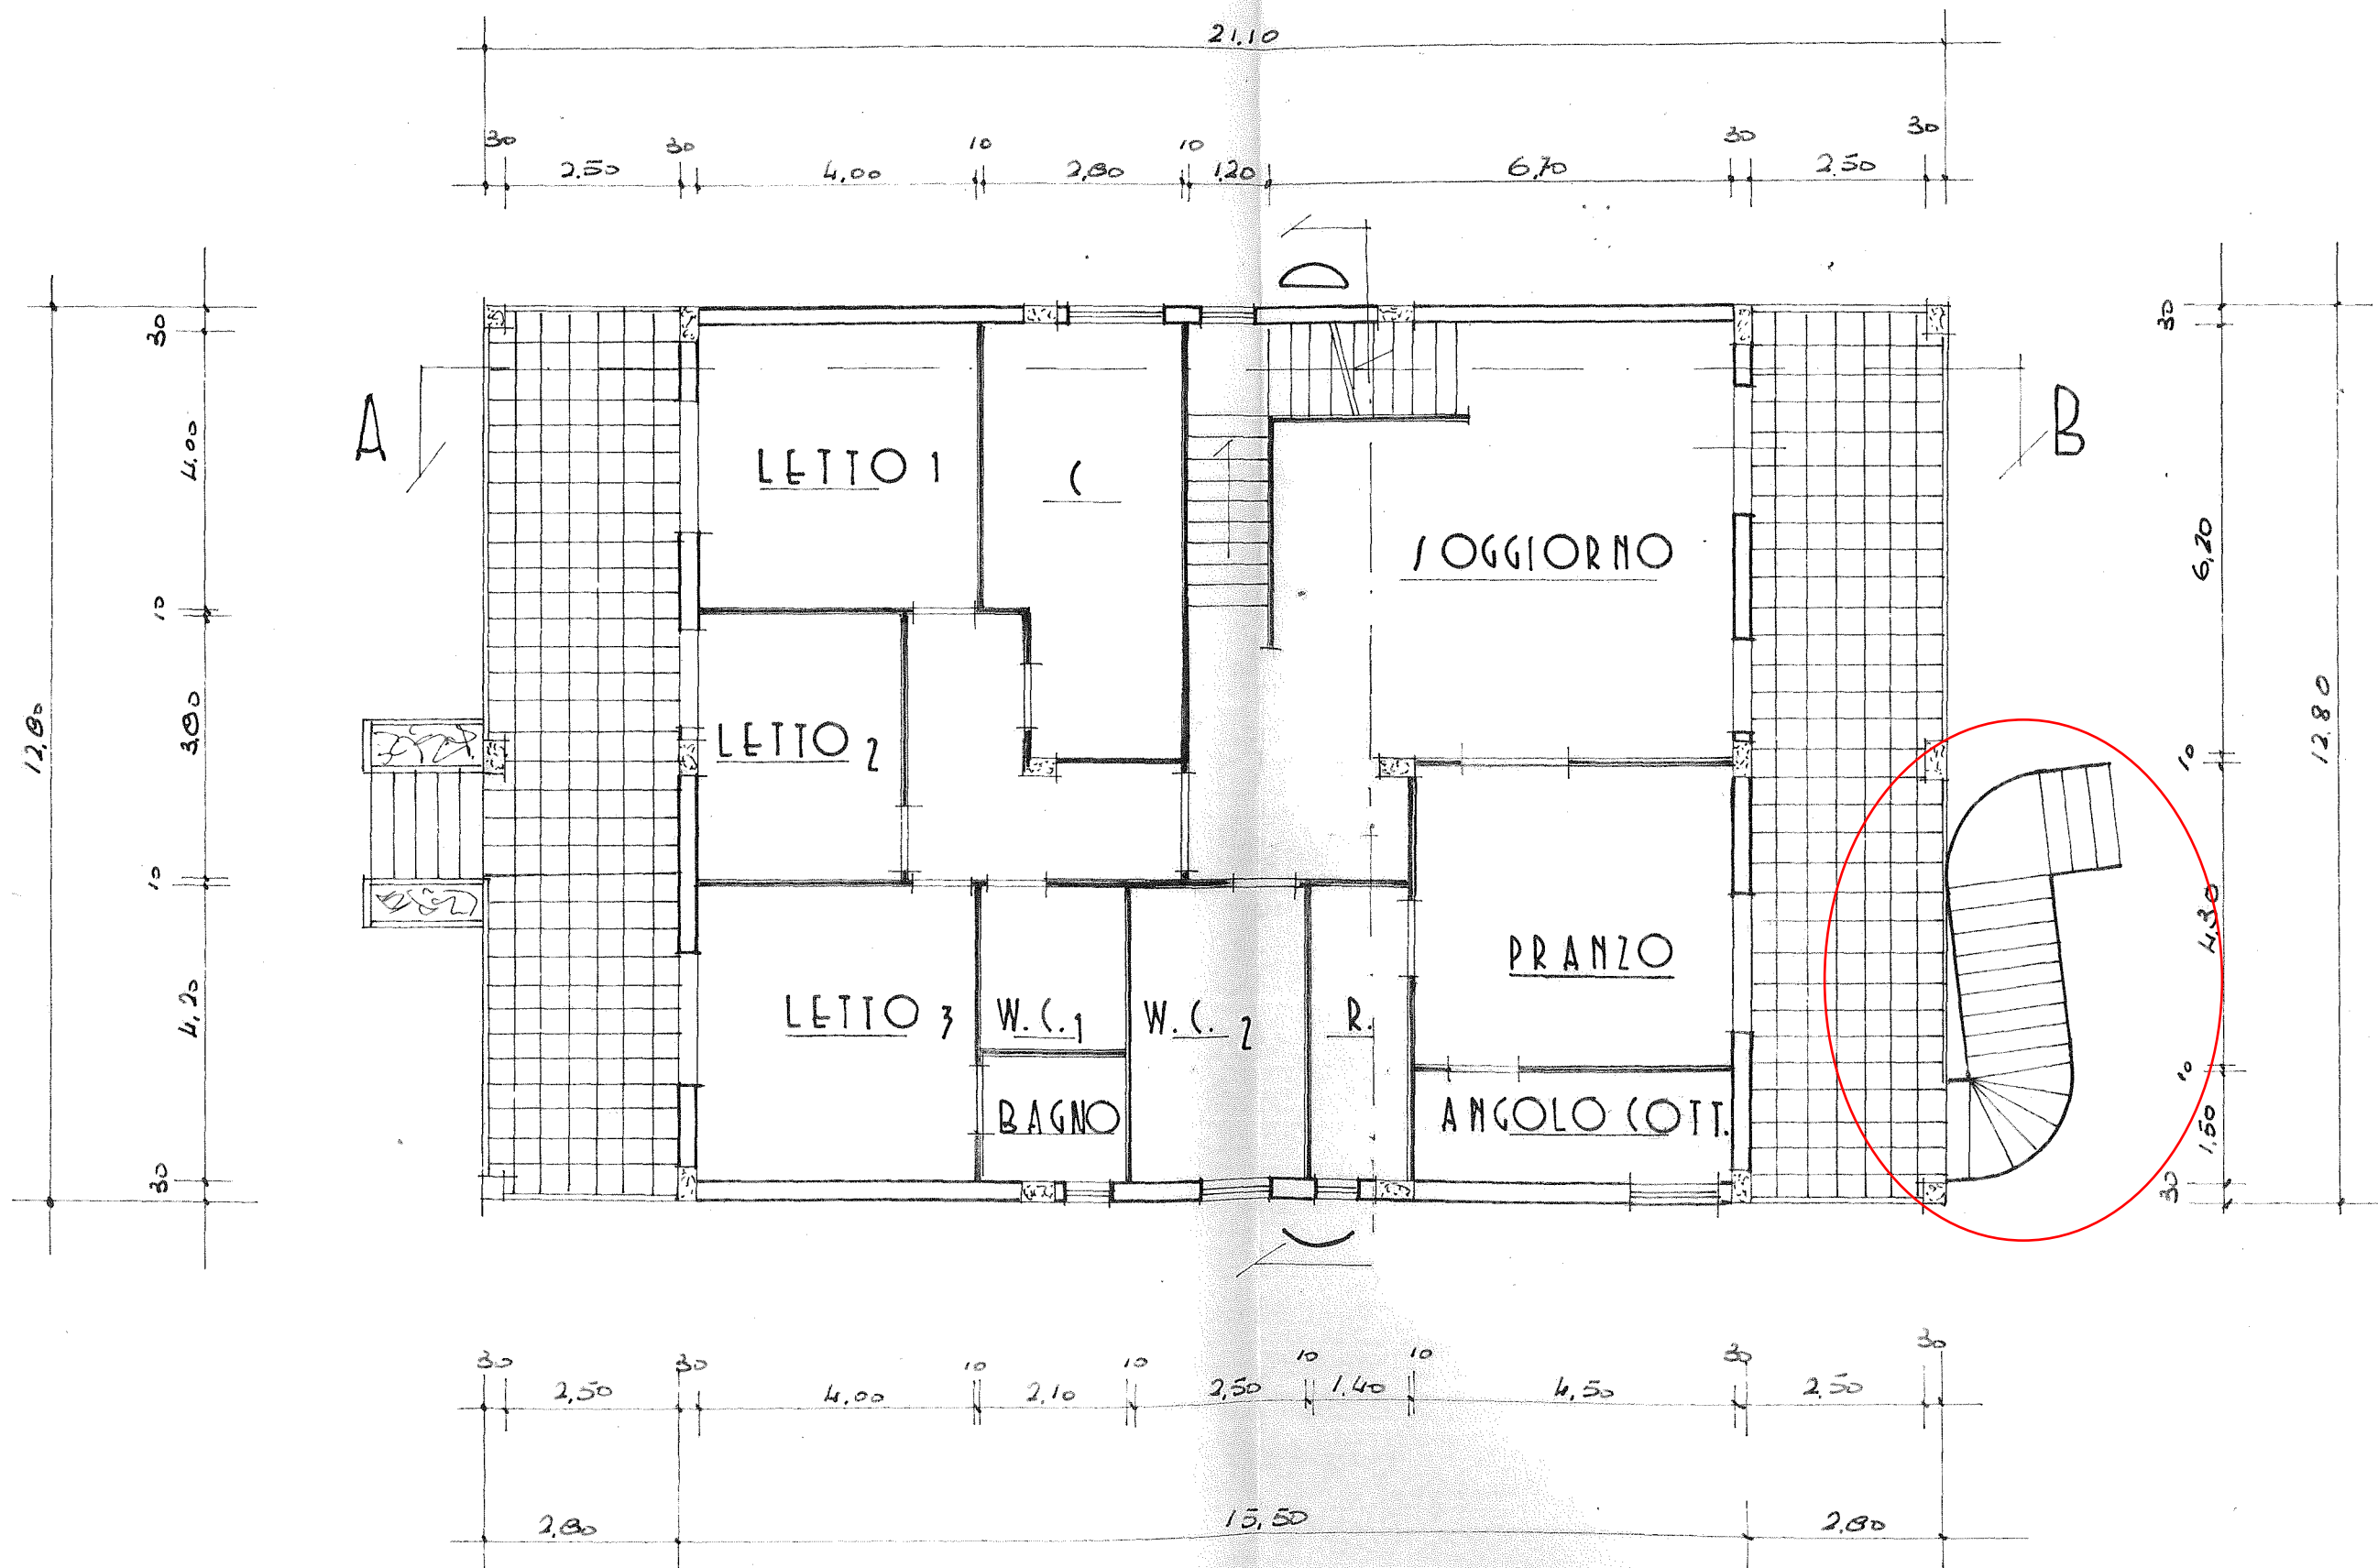 21,10
30 30 10 10 30 30
2.50 4,00 2,80 1,20 6,70 2.50
D
30 30
A B
4,00
LETTO 1 C
SOGGIORNO
6,20
10
LETTO 2
12,80 3,80 10 12.80
10
4,30
PRANZO
4,20 LETTO 3 W.C.1 W.C. 2 R.
10
BAGNO ANGOLO COTT.
1,50
30 30
C
30 30 10 10 10 10 30 30
2,50 4,00 2,10 2,50 1,40 4,50 2.50
2,80 15,50 2,80